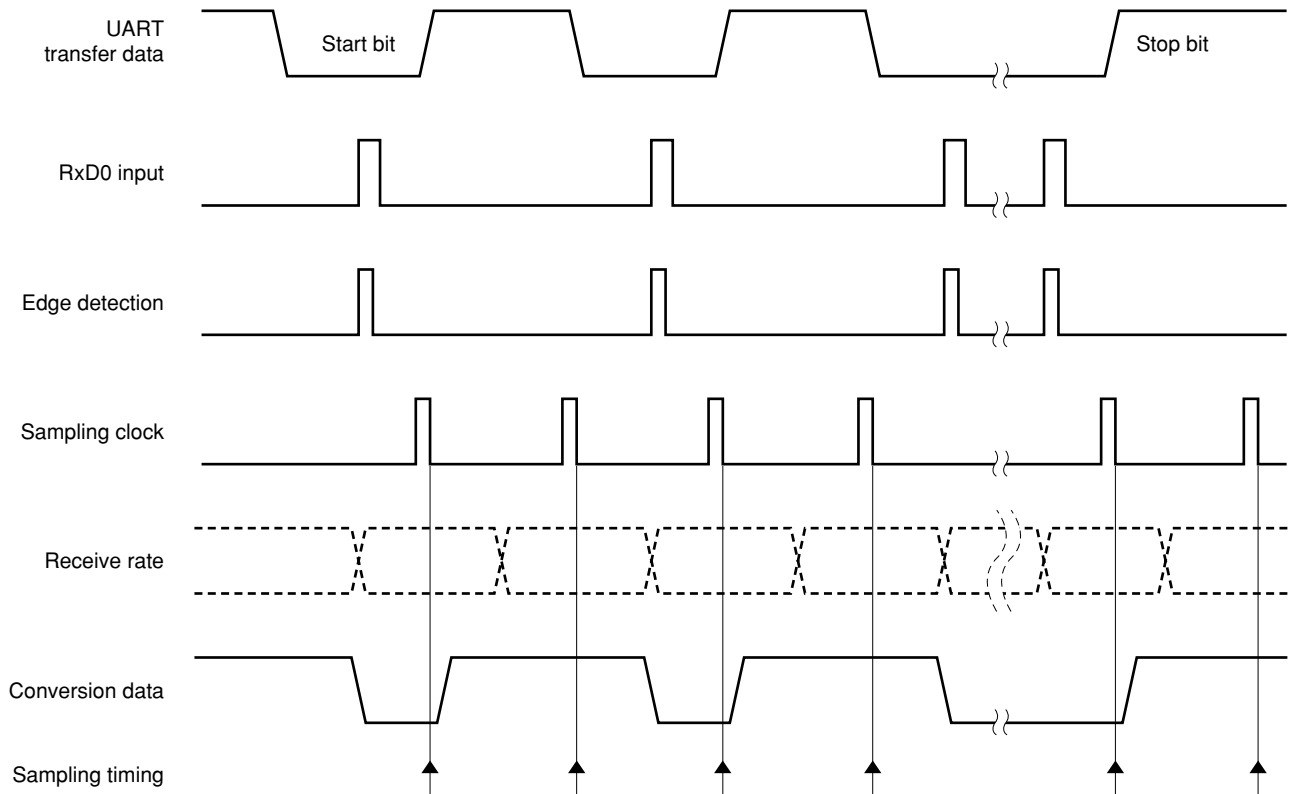 UART
transfer data
Start bit
Stop bit
RxD0 input
Edge detection
Sampling clock
Receive rate
Conversion data
Sampling timing